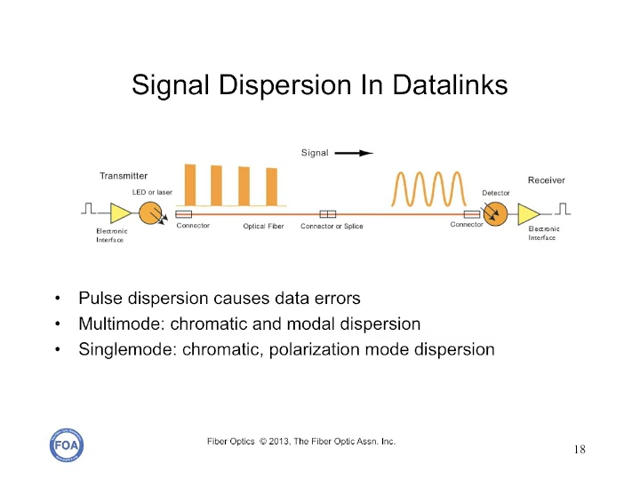 Signal Dispersion In Datalinks
Signal
Transmitter
Receiver
LED or laser
Detector
Connector
Optical Fiber
Connector or Splice
Connector
Electronic
Interface
Electronic
Interface
• Pulse dispersion causes data errors
• Multimode: chromatic and modal dispersion
• Singlemode: chromatic, polarization mode dispersion
FOA
Fiber Optics © 2013, The Fiber Optic Assn. Inc.
18